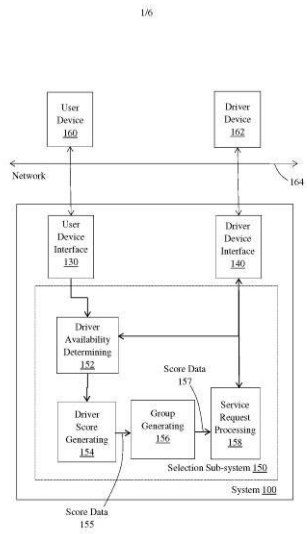 1/6
User
Device
160
Driver
Device
162
Network
164
User
Device
Interface
130
Driver
Device
Interface
140
Driver
Availability
Determining
152
Score Data
157
Driver
Score
Generating
154
Group
Generating
156
Service
Request
Processing
158
Selection Sub-system 150
System 100
Score Data
155